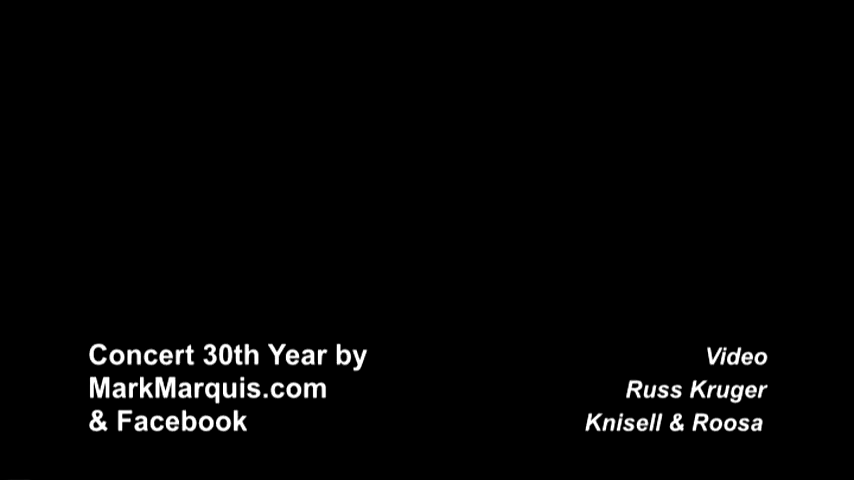 Concert 30th Year by
MarkMarquis.com
& Facebook
Video
Russ Kruger
Knisell & Roosa